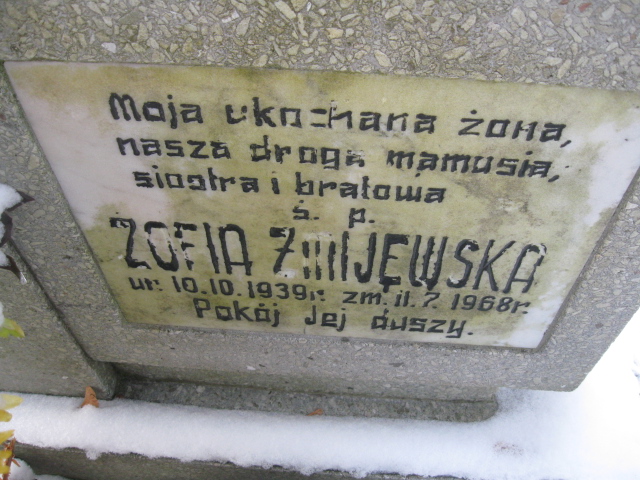 Moja ukochana żona,
nasza droga mamusia,
siostra i bratowa
ś. p.
ZOFIA ŻMIJEWSKA
ur. 10.10.1939r. zm. 11.7.1968r.
Pokój Jej duszy.